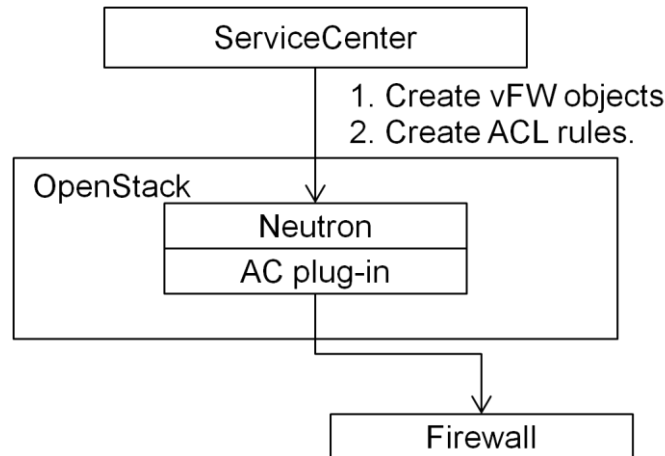 ServiceCenter
1. Create vFW objects
2. Create ACL rules.
OpenStack
Neutron
AC plug-in
Firewall